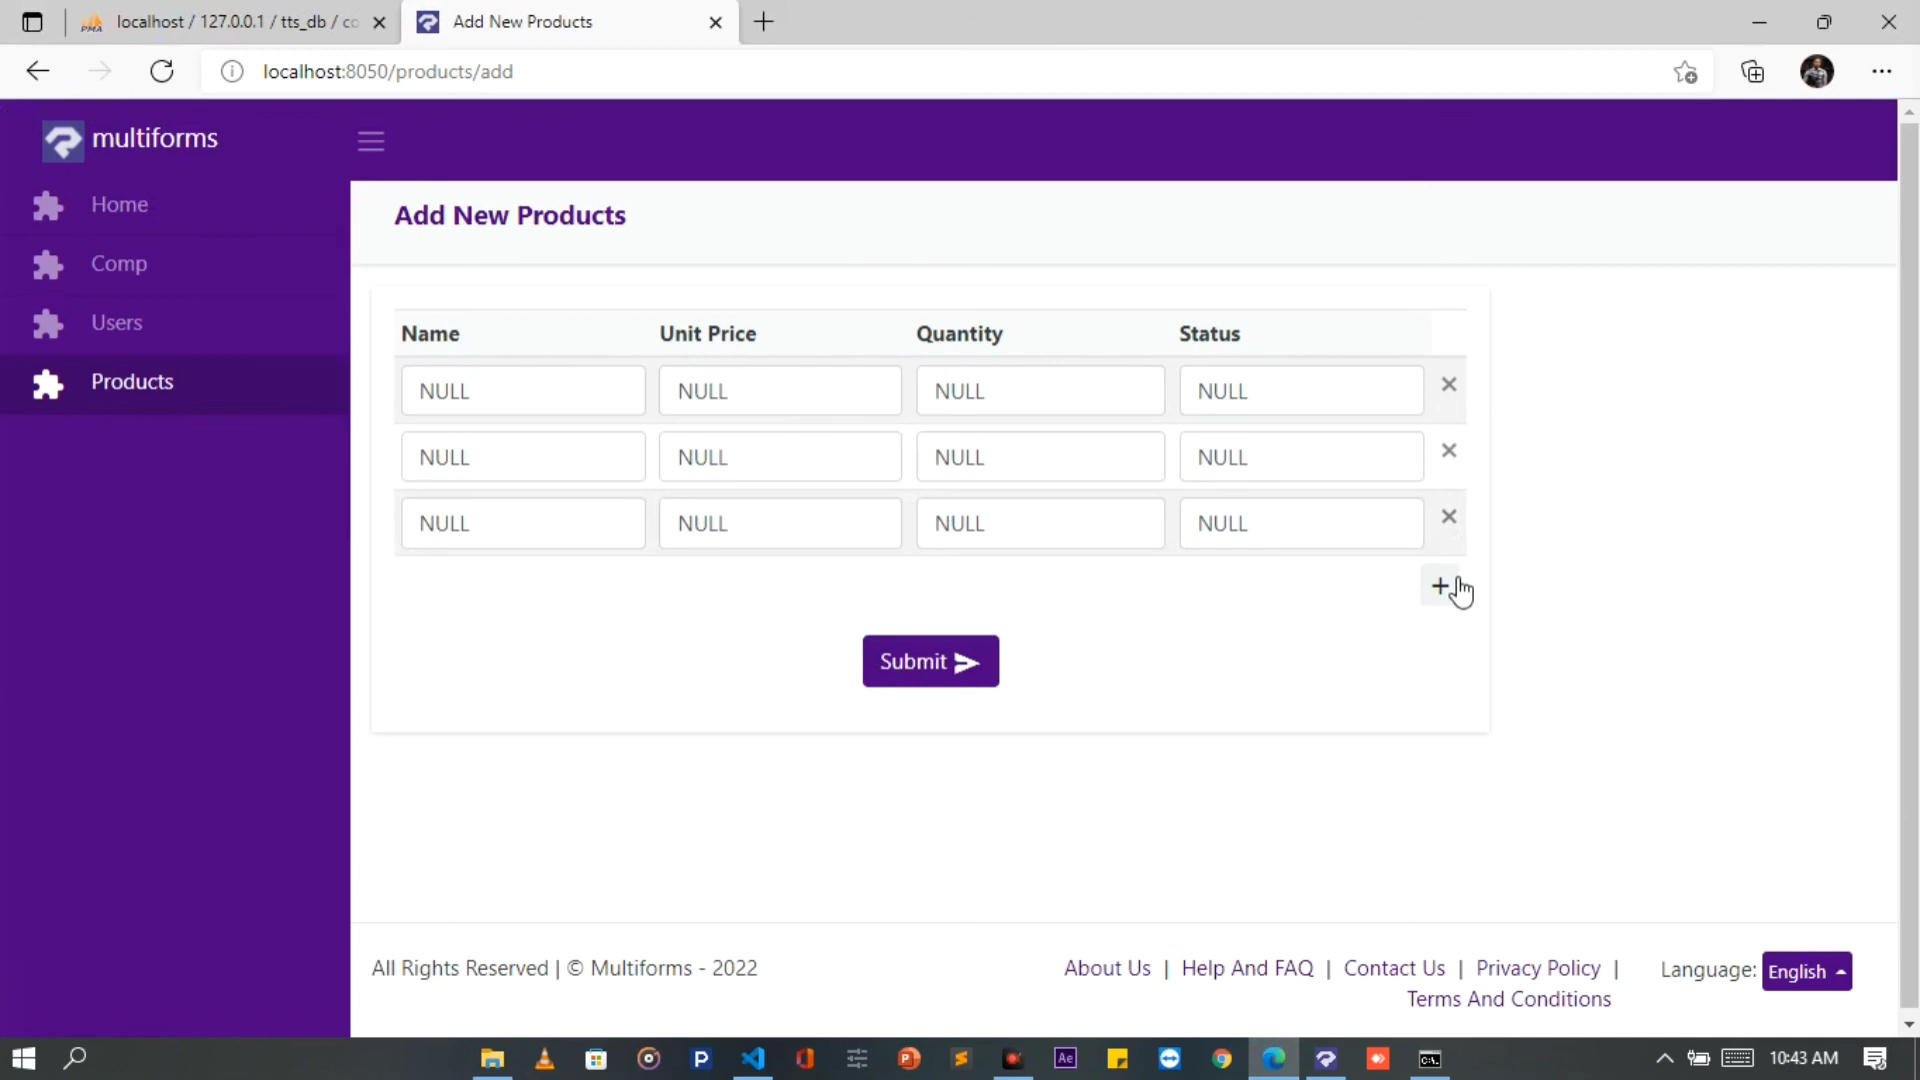 localhost / 127.0.0.1 / tts_db / co
Add New Products
localhost:8050/products/add
multiforms
Home
Comp
Users
Products
Add New Products
Name Unit Price Quantity Status
NULL NULL NULL NULL
NULL NULL NULL NULL
NULL NULL NULL NULL
Submit
All Rights Reserved | © Multiforms - 2022
About Us | Help And FAQ | Contact Us | Privacy Policy |
Terms And Conditions
Language: English
10:43 AM